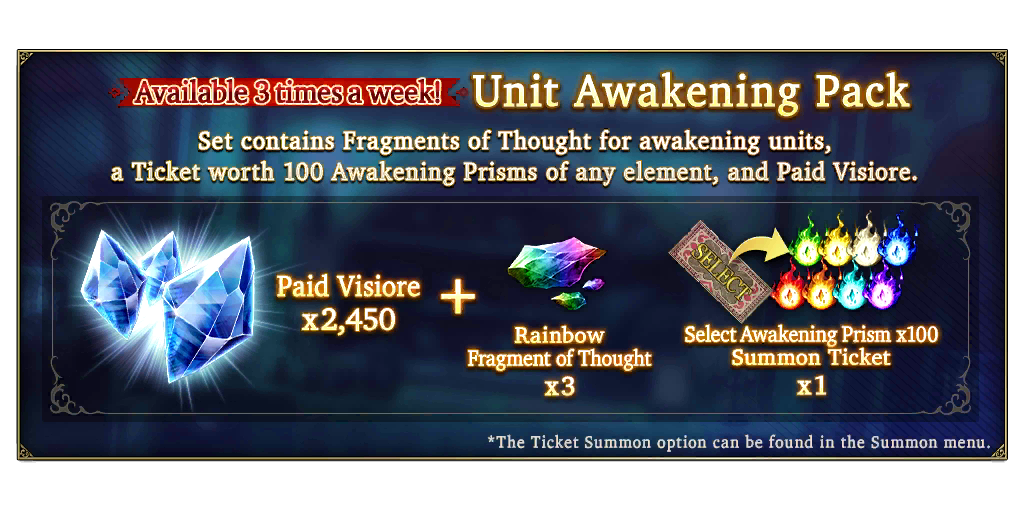 Available 3 times a week! Unit Awakening Pack
Set contains Fragments of Thought for awakening units,
a Ticket worth 100 Awakening Prisms of any element, and Paid Visiore.
SELECT
Paid Visiore
x2,450
+
Rainbow
Fragment of Thought
x3
Select Awakening Prism x100
Summon Ticket
x1
*The Ticket Summon option can be found in the Summon menu.